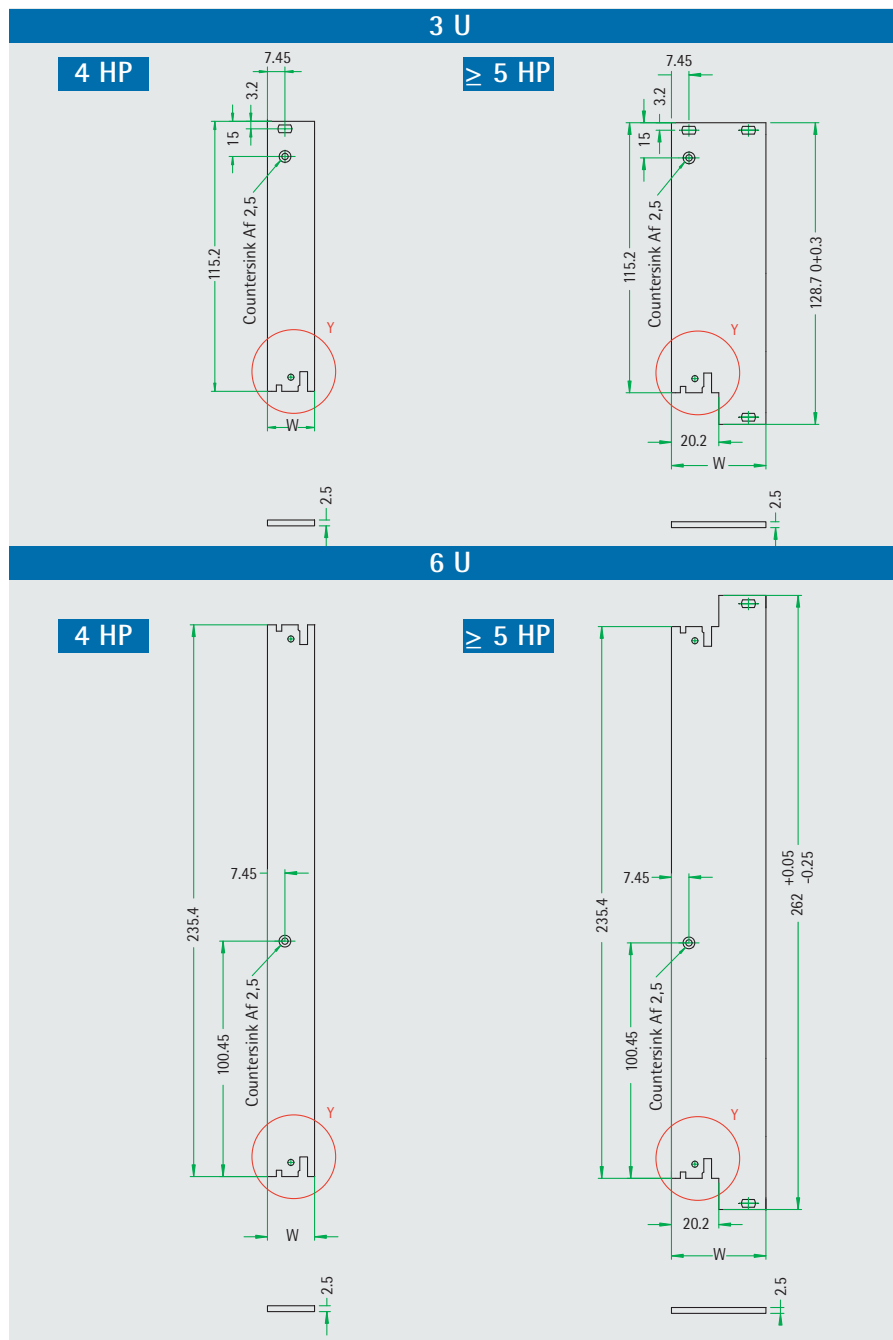 3 U
4 HP
7.45
3.2
15
115.2
Countersink Af 2,5
Y
W
2.5
≥ 5 HP
7.45
3.2
15
115.2
Countersink Af 2,5
128.7 0+0.3
Y
20.2
W
2.5
6 U
4 HP
235.4
7.45
100.45
Countersink Af 2,5
Y
W
2.5
≥ 5 HP
235.4
7.45
100.45
Countersink Af 2,5
262 +0.05 -0.25
Y
20.2
W
2.5